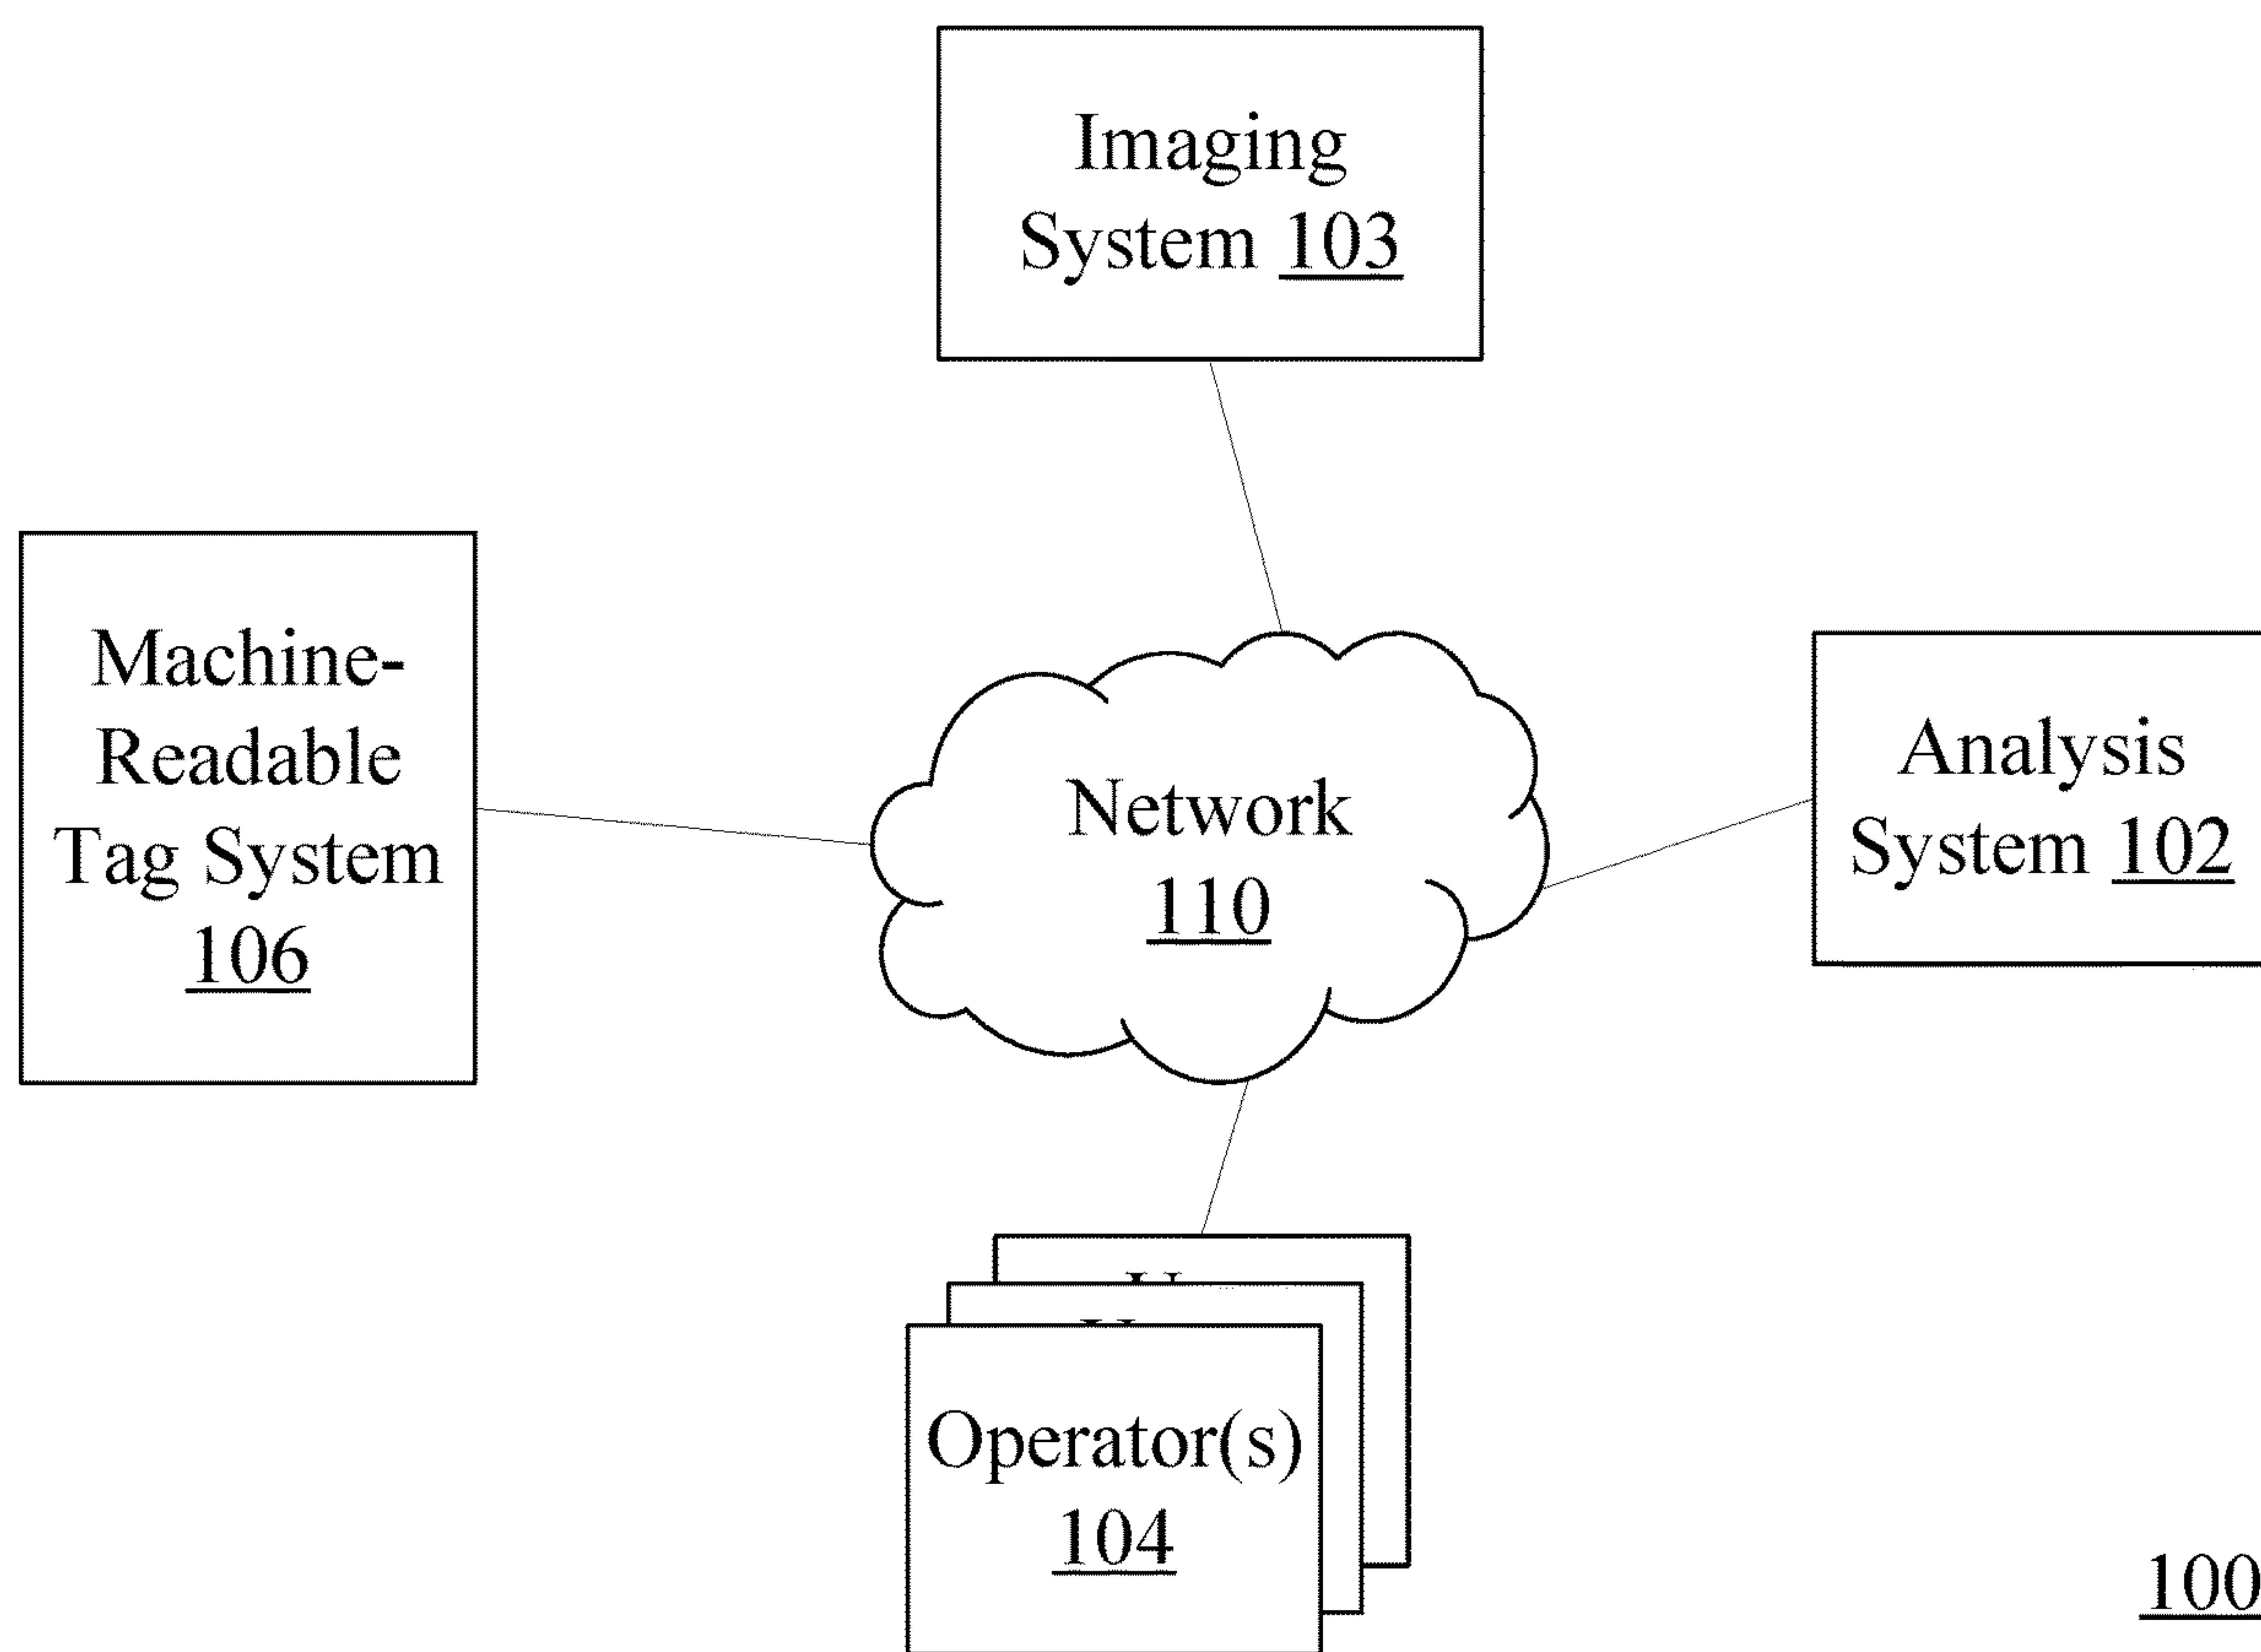 Imaging
System 103
Machine-
Readable
Tag System
106
Network
110
Analysis
System 102
Operator(s)
104
100